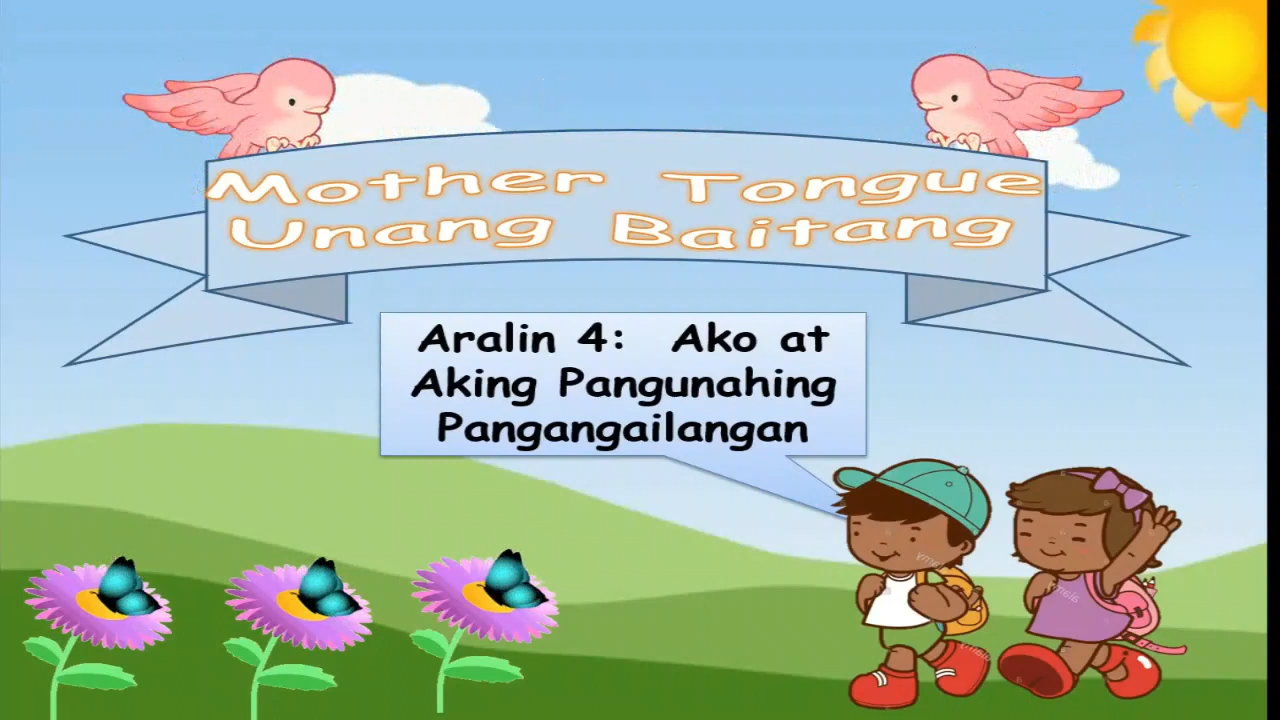 Mother Tongue
Unang Baitang
Aralin 4: Ako at
Aking Pangunahing
Pangangailangan